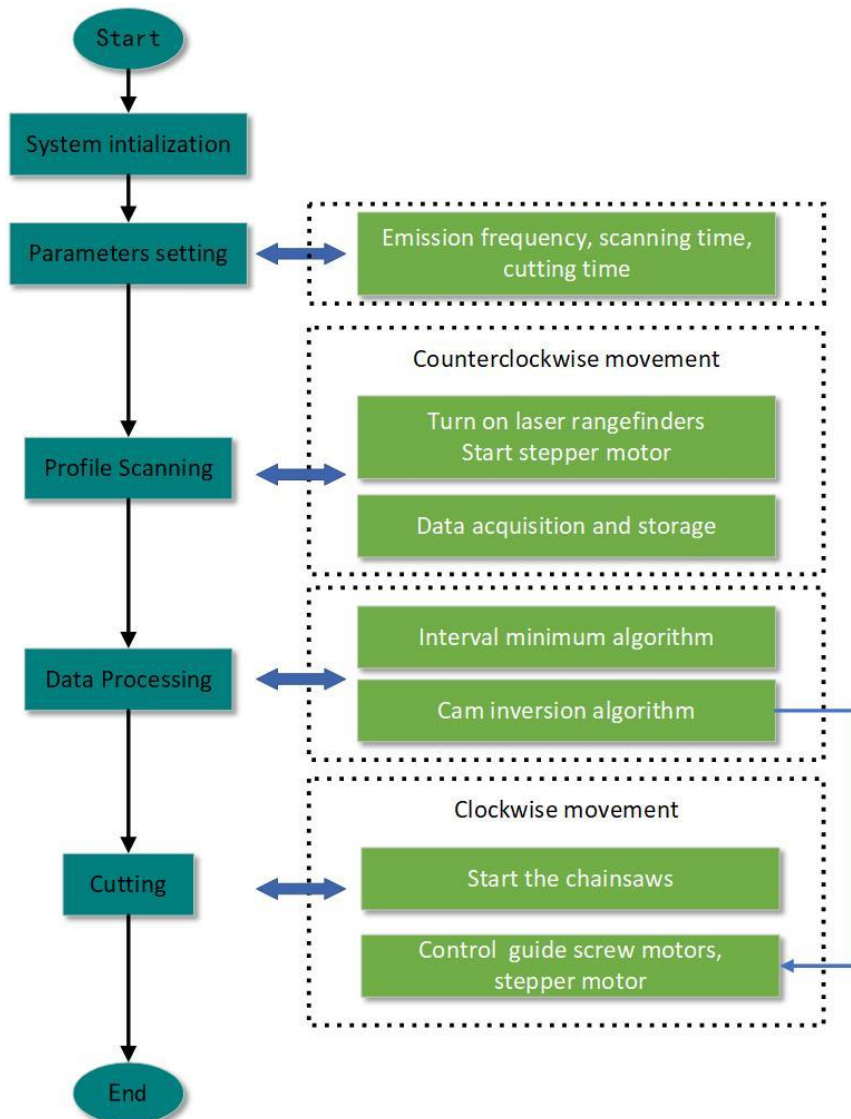 Start
System intialization
Parameters setting
Emission frequency, scanning time,
cutting time
Counterclockwise movement
Turn on laser rangefinders
Start stepper motor
Profile Scanning
Data acquisition and storage
Interval minimum algorithm
Data Processing
Cam inversion algorithm
Clockwise movement
Cutting
Start the chainsaws
Control guide screw motors,
stepper motor
End